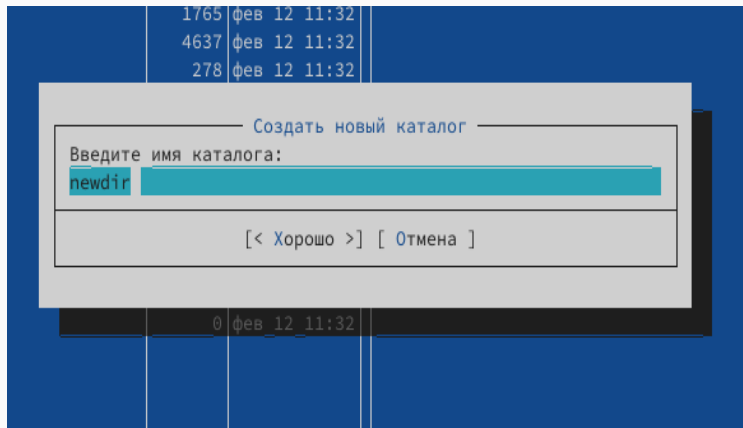 1765 фев 12 11:32
4637 фев 12 11:32
278 фев 12 11:32
Создать новый каталог
Введите имя каталога:
newdir
[< Хорошо >] [ Отмена ]
0 фев 12 11:32